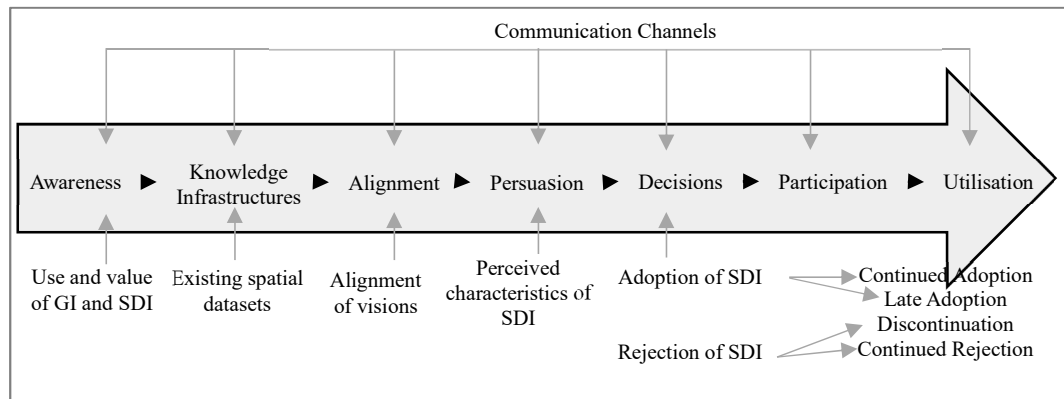 Communication Channels
Awareness
Knowledge
Infrastructures
Alignment
Persuasion
Decisions
Participation
Utilisation
Use and value
of GI and SDI
Existing spatial
datasets
Alignment
of visions
Perceived
characteristics of
SDI
Adoption of SDI
Rejection of SDI
Continued Adoption
Late Adoption
Discontinuation
Continued Rejection